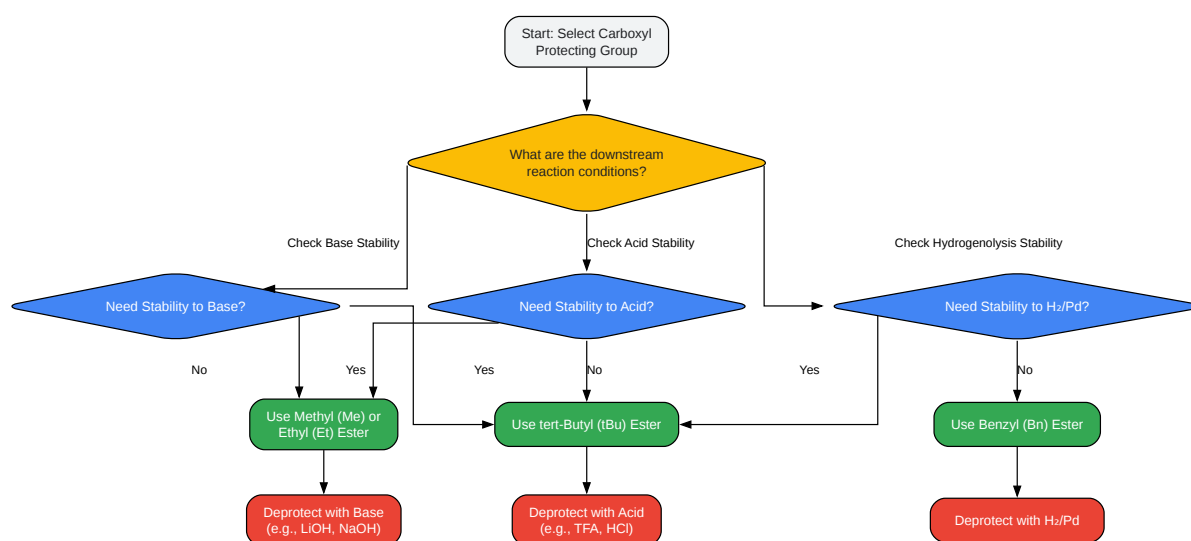 Start: Select Carboxyl
Protecting Group
What are the downstream
reaction conditions?
Check Base Stability
Check Acid Stability
Check Hydrogenolysis Stability
Need Stability to Base?
Need Stability to Acid?
Need Stability to H₂/Pd?
No
Yes
Yes
No
Yes
No
Use Methyl (Me) or
Ethyl (Et) Ester
Use tert-Butyl (tBu) Ester
Use Benzyl (Bn) Ester
Deprotect with Base
(e.g., LiOH, NaOH)
Deprotect with Acid
(e.g., TFA, HCl)
Deprotect with H₂/Pd